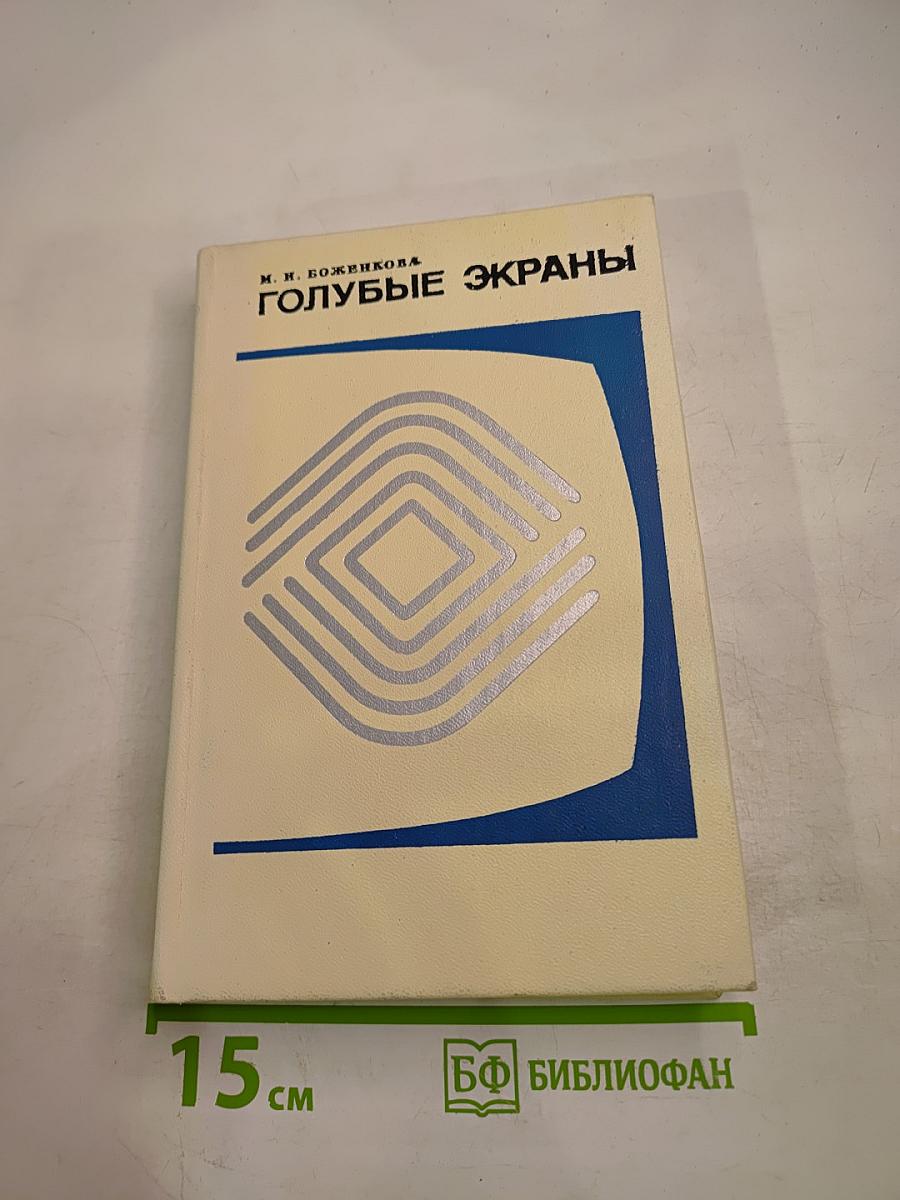 М. И. БОЖЕНКОВА
ГОЛУБЫЕ ЭКРАНЫ
15 см
БФ БИБЛИОФАН